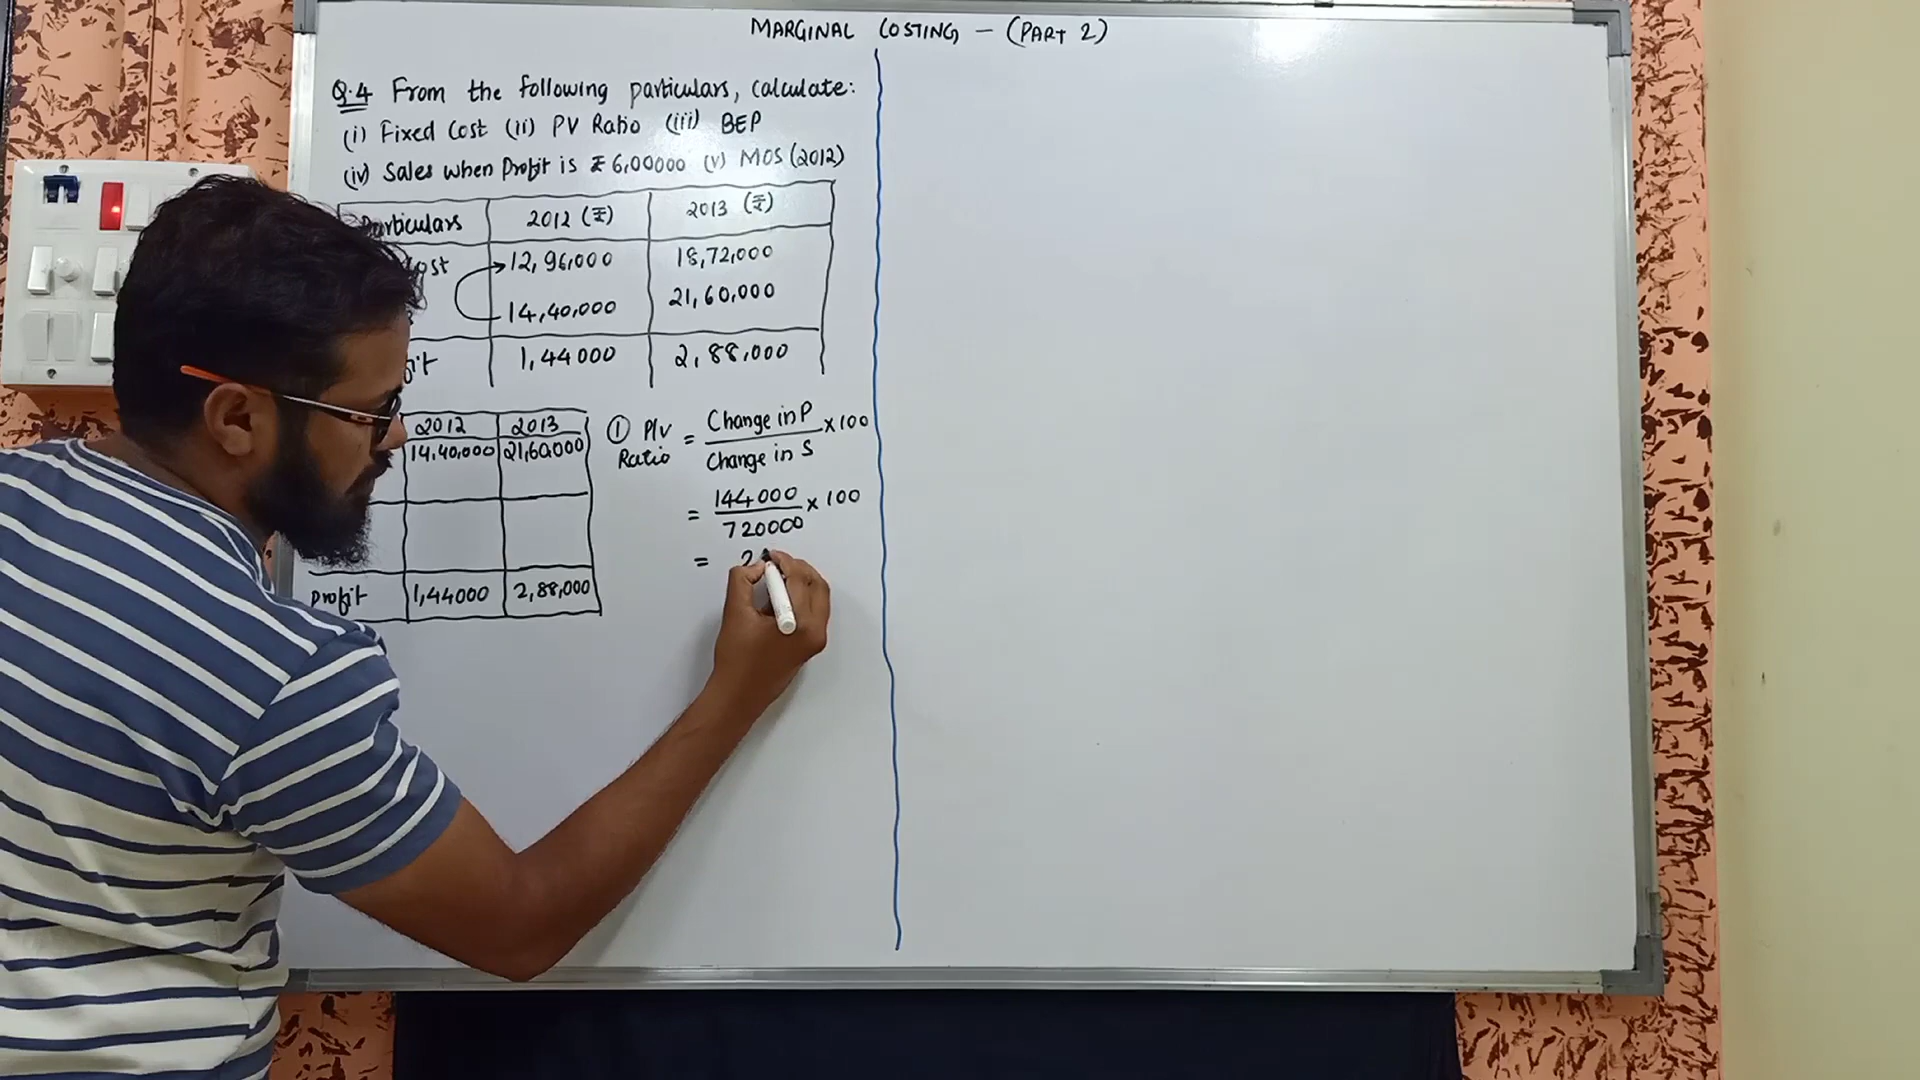 MARGINAL COSTING - (PART 2)
Q.4 From the following particulars, calculate:
(i) Fixed Cost (ii) PV Ratio (iii) BEP
(iv) Sales when Profit is ₹ 6,00000 (v) MOS (2012)
Particulars 2012 (₹) 2013 (₹)
Cost 12,96,000 18,72,000
14,40,000 21,60,000
1,44000 2,88,000
2012 2013
14,40,000 21,60,000
Profit 1,44000 2,88,000
① P/V Ratio = Change in P / Change in S × 100
= 144000 / 720000 × 100
= 2